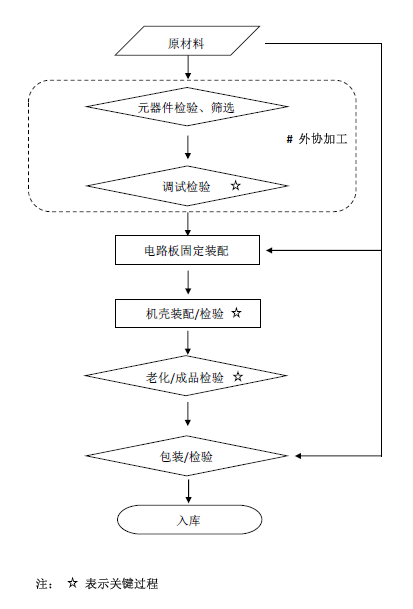 原材料
元器件检验、筛选
# 外协加工
调试检验 ☆
电路板固定装配
机壳装配/检验 ☆
老化/成品检验 ☆
包装/检验
入库
注： ☆ 表示关键过程